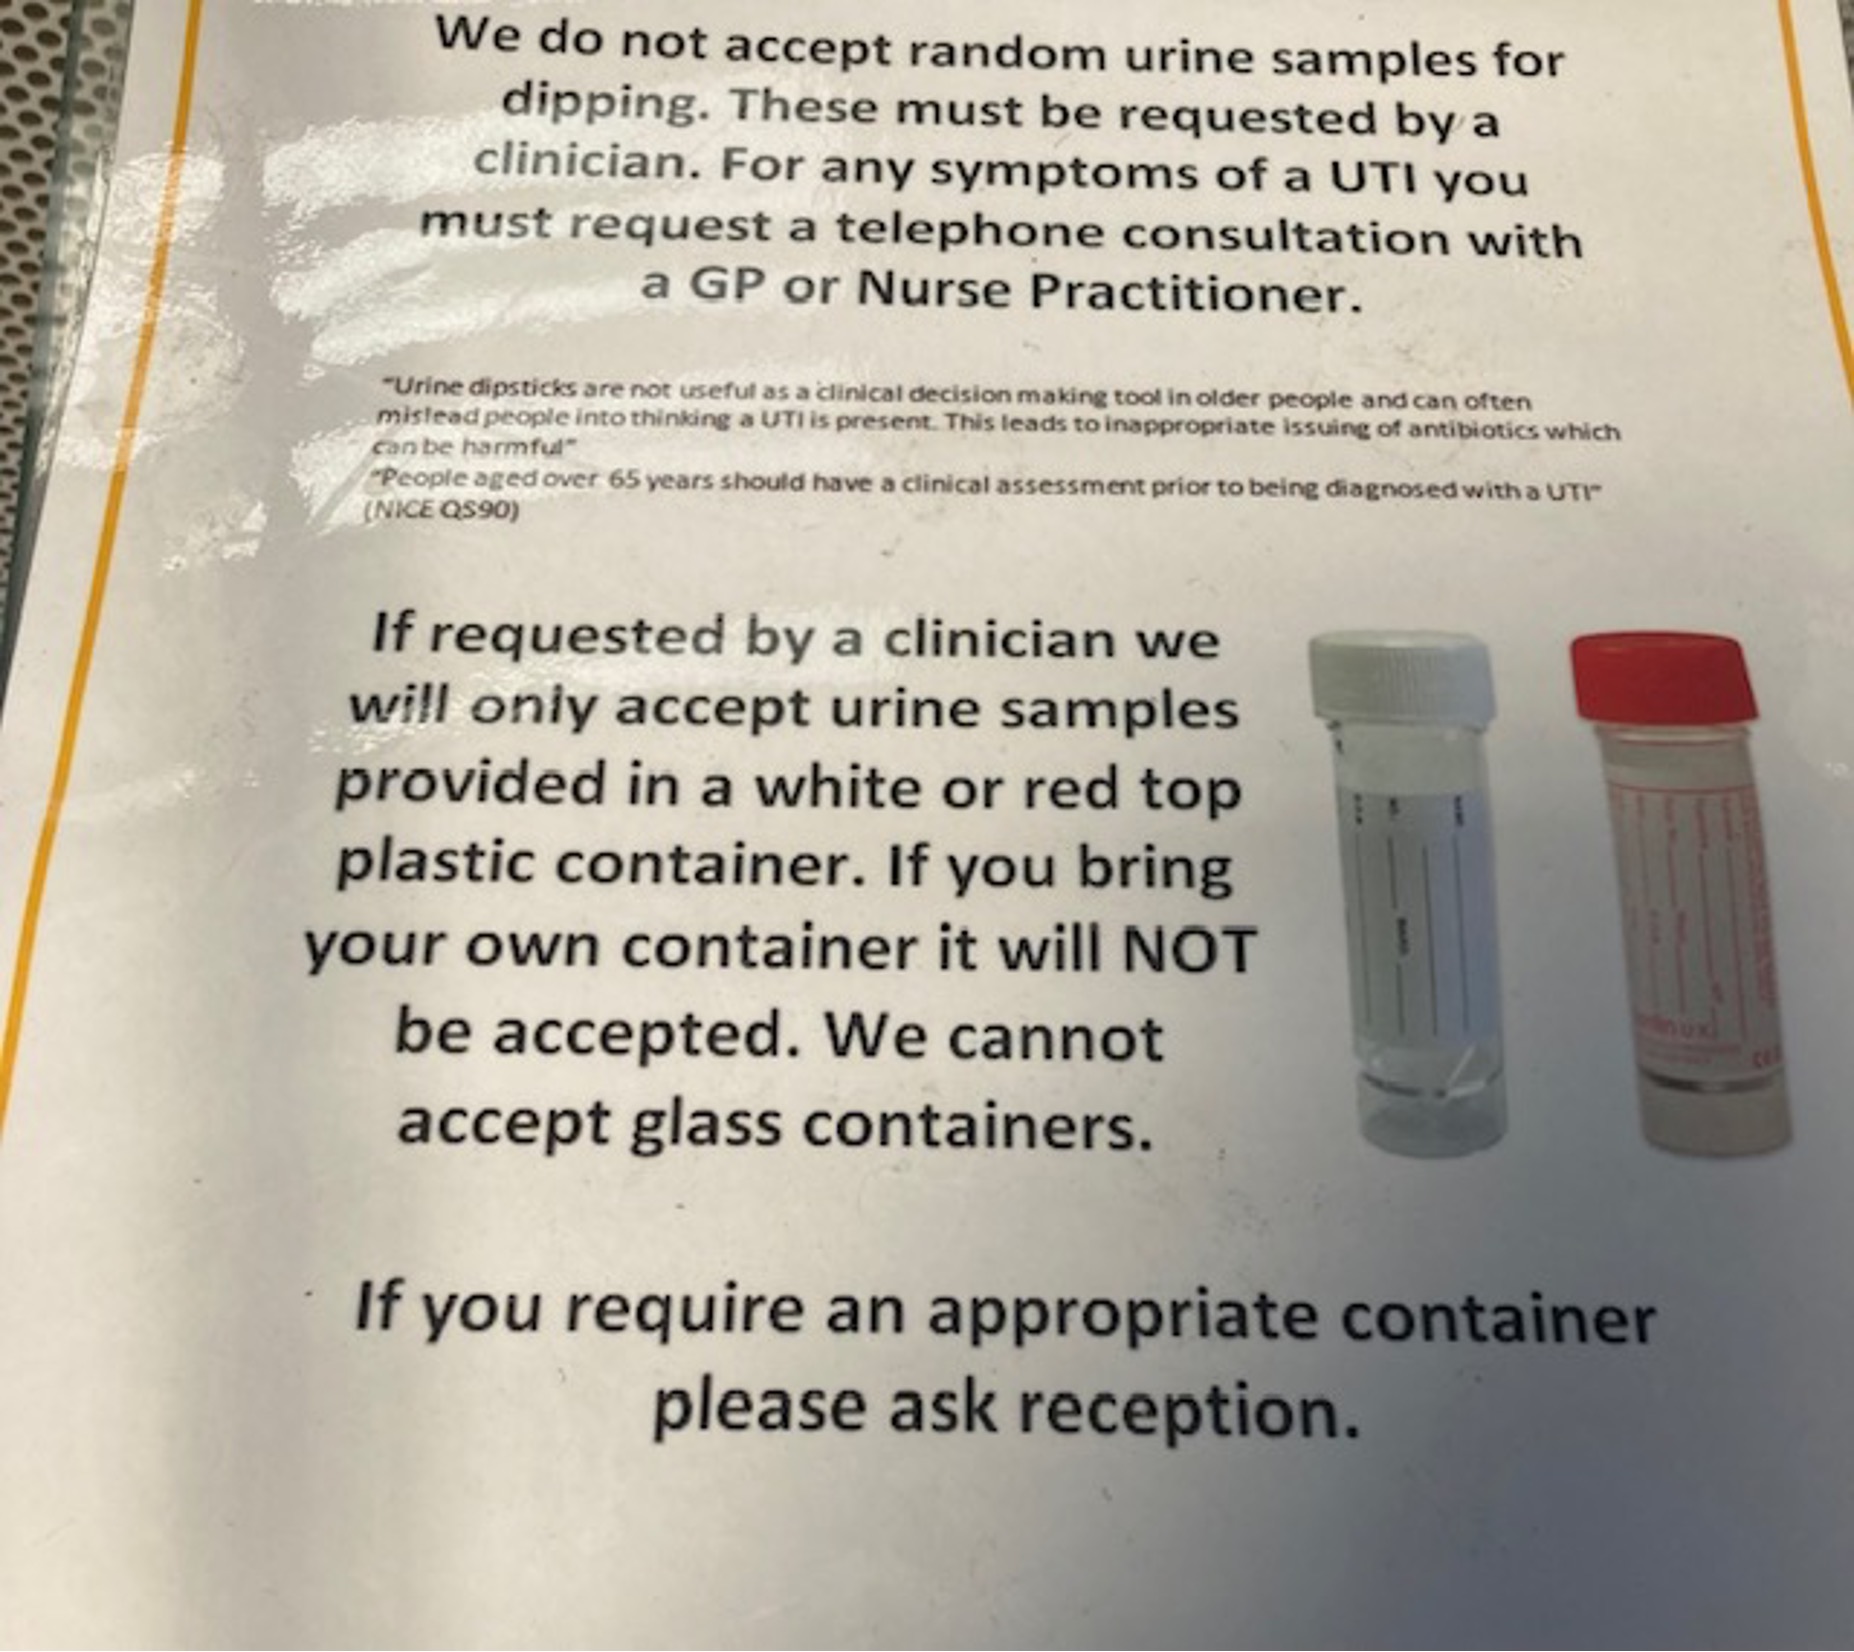 We do not accept random urine samples for
dipping. These must be requested by a
clinician. For any symptoms of a UTI you
must request a telephone consultation with
a GP or Nurse Practitioner.
"Urine dipsticks are not useful as a clinical decision making tool in older people and can often
mislead people into thinking a UTI is present. This leads to inappropriate issuing of antibiotics which
can be harmful"
"People aged over 65 years should have a clinical assessment prior to being diagnosed with a UTI"
(NICE QS90)
If requested by a clinician we
will only accept urine samples
provided in a white or red top
plastic container. If you bring
your own container it will NOT
be accepted. We cannot
accept glass containers.
If you require an appropriate container
please ask reception.